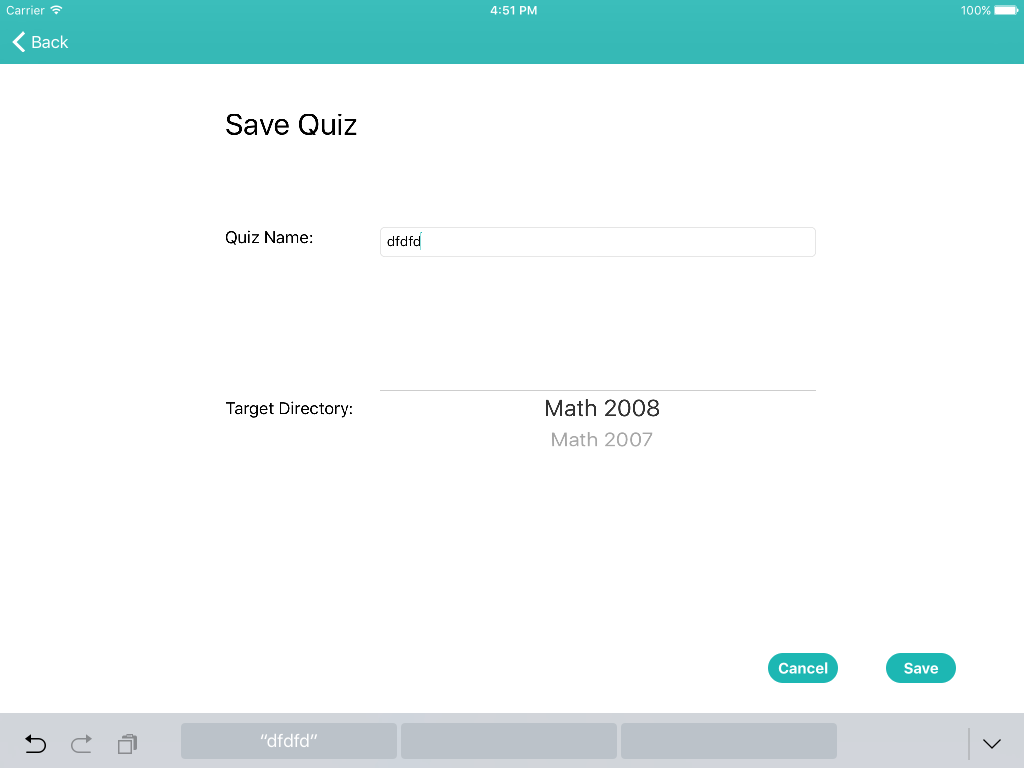 Carrier 4:51 PM 100%
Back
Save Quiz
Quiz Name: dfdfd
Target Directory: Math 2008
Math 2007
Cancel Save
“dfdfd”